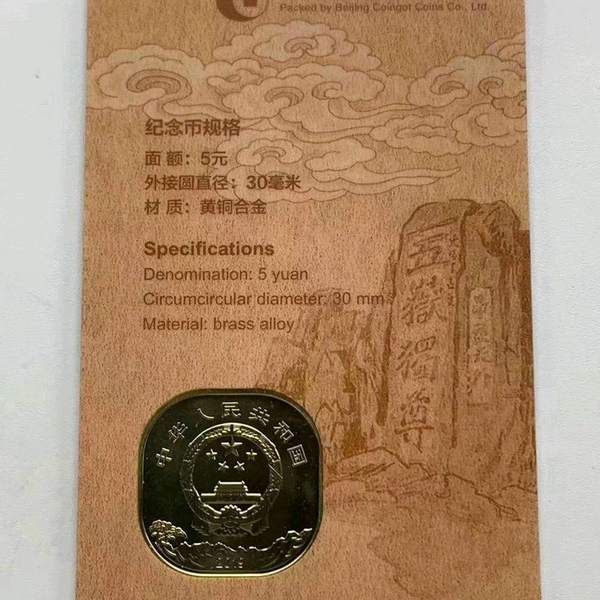 Packed by Beijing Coingot Coins Co., Ltd.
纪念币规格
面 额：5元
外接圆直径：30毫米
材 质：黄铜合金
Specifications
Denomination: 5 yuan
Circumcircular diameter: 30 mm
Material: brass alloy
五嶽獨尊
中华人民共和国
2019